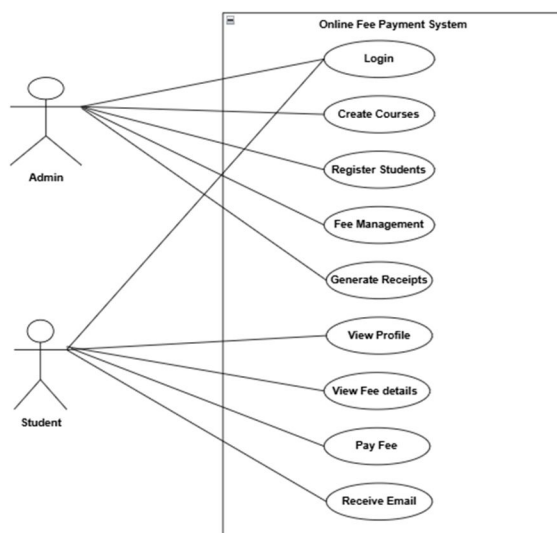 Online Fee Payment System
Login
Create Courses
Register Students
Admin
Fee Management
Generate Receipts
View Profile
View Fee details
Student
Pay Fee
Receive Email